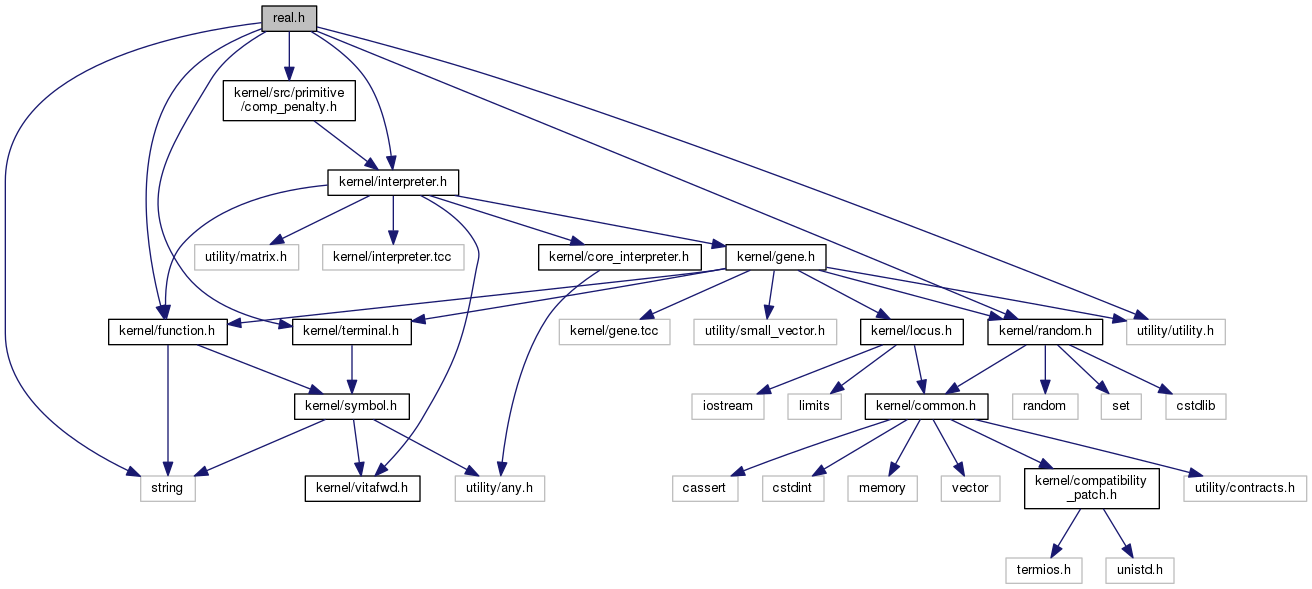 real.h
kernel/src/primitive
/comp_penalty.h
kernel/interpreter.h
utility/matrix.h
kernel/interpreter.tcc
kernel/core_interpreter.h
kernel/gene.h
kernel/function.h
kernel/terminal.h
kernel/gene.tcc
utility/small_vector.h
kernel/locus.h
kernel/random.h
utility/utility.h
kernel/symbol.h
iostream
limits
kernel/common.h
random
set
cstdlib
string
kernel/vitafwd.h
utility/any.h
cassert
cstdint
memory
vector
kernel/compatibility
_patch.h
utility/contracts.h
termios.h
unistd.h